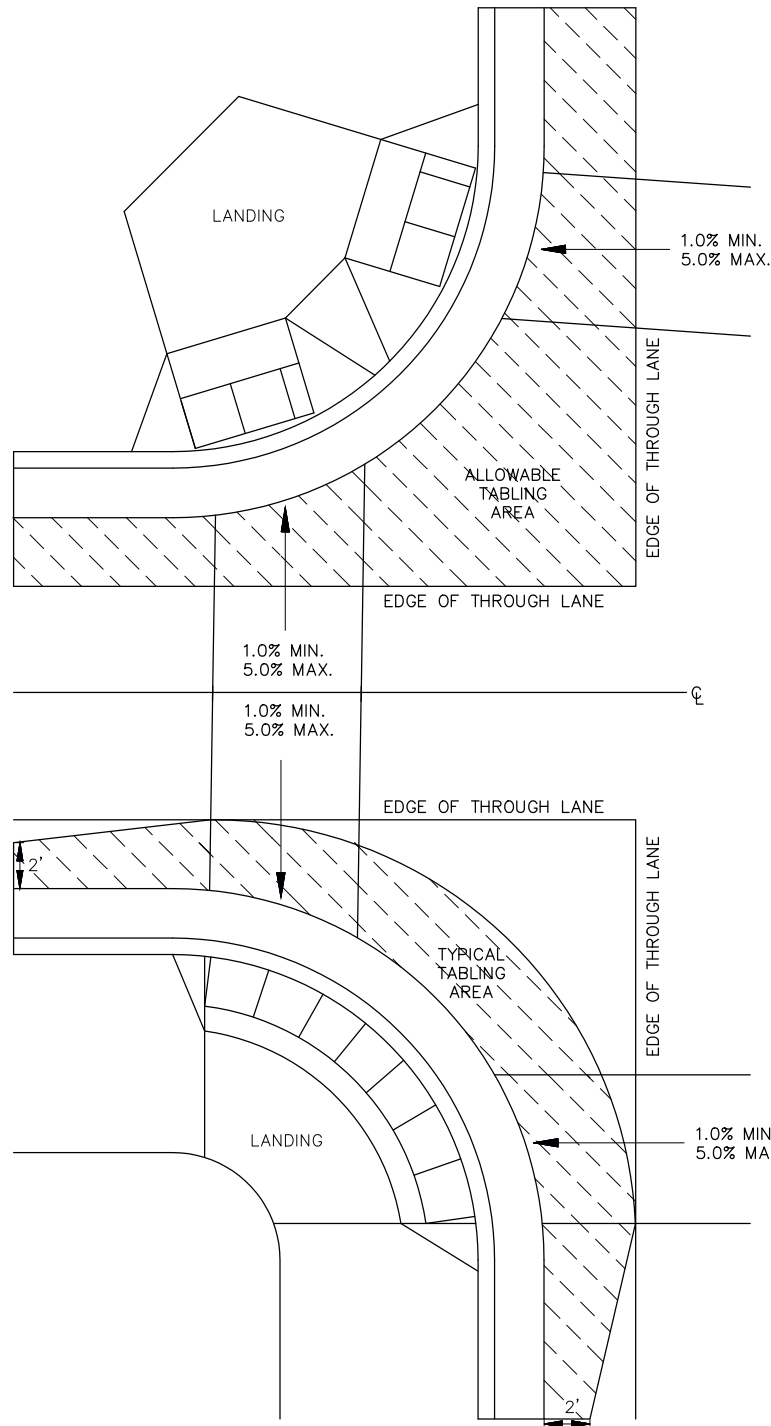 LANDING
1.0% MIN.
5.0% MAX.
EDGE OF THROUGH LANE
ALLOWABLE
TABLING
AREA
EDGE OF THROUGH LANE
1.0% MIN.
5.0% MAX.
℄
1.0% MIN.
5.0% MAX.
EDGE OF THROUGH LANE
2'
EDGE OF THROUGH LANE
TYPICAL
TABLING
AREA
LANDING
1.0% MIN
5.0% MA
2'